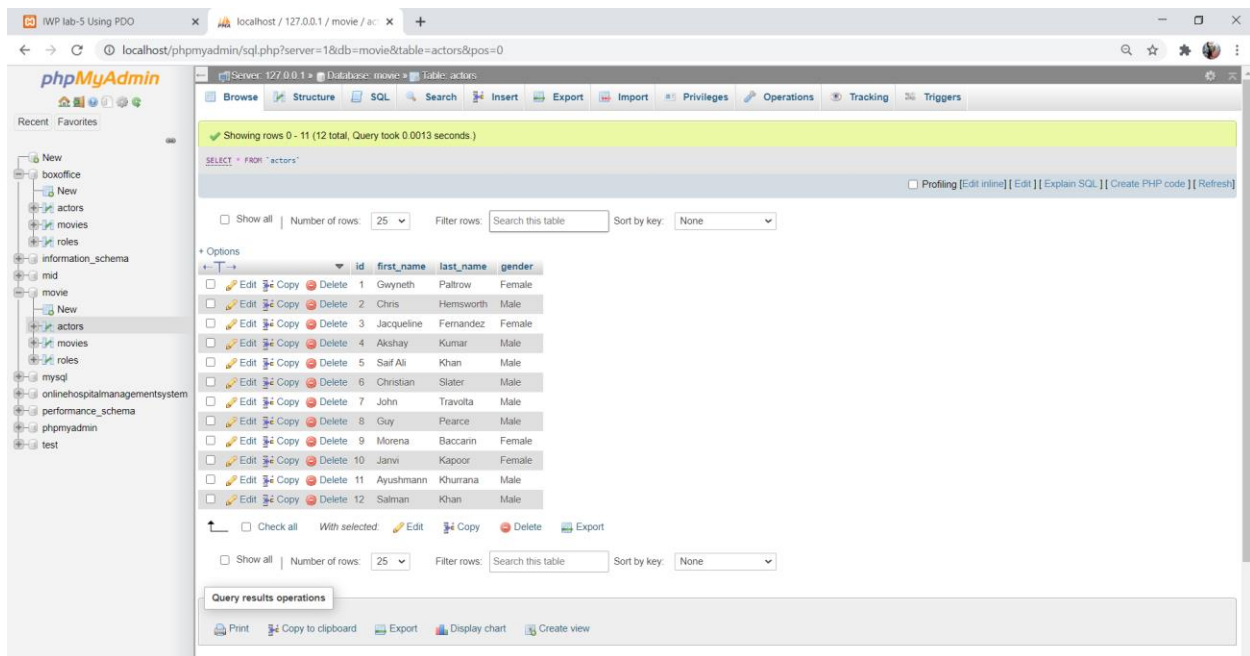 IWP lab-5 Using PDO
localhost / 127.0.0.1 / movie / ac
localhost/phpmyadmin/sql.php?server=1&db=movie&table=actors&pos=0
phpMyAdmin
Recent Favorites
New
boxoffice
New
actors
movies
roles
information_schema
mid
movie
New
actors
movies
roles
mysql
onlinehospitalmanagementsystem
performance_schema
phpmyadmin
test
Server: 127.0.0.1 » Database: movie » Table: actors
Browse Structure SQL Search Insert Export Import Privileges Operations Tracking Triggers
Showing rows 0 - 11 (12 total, Query took 0.0013 seconds.)
SELECT * FROM `actors`
Profiling [Edit inline] [ Edit ] [ Explain SQL ] [ Create PHP code ] [ Refresh]
Show all | Number of rows: 25 Filter rows: Search this table Sort by key: None
+ Options
←T→ id first_name last_name gender
Edit Copy Delete 1 Gwyneth Paltrow Female
Edit Copy Delete 2 Chris Hemsworth Male
Edit Copy Delete 3 Jacqueline Fernandez Female
Edit Copy Delete 4 Akshay Kumar Male
Edit Copy Delete 5 Saif Ali Khan Male
Edit Copy Delete 6 Christian Slater Male
Edit Copy Delete 7 John Travolta Male
Edit Copy Delete 8 Guy Pearce Male
Edit Copy Delete 9 Morena Baccarin Female
Edit Copy Delete 10 Janvi Kapoor Female
Edit Copy Delete 11 Ayushmann Khurrana Male
Edit Copy Delete 12 Salman Khan Male
Check all With selected: Edit Copy Delete Export
Show all | Number of rows: 25 Filter rows: Search this table Sort by key: None
Query results operations
Print Copy to clipboard Export Display chart Create view